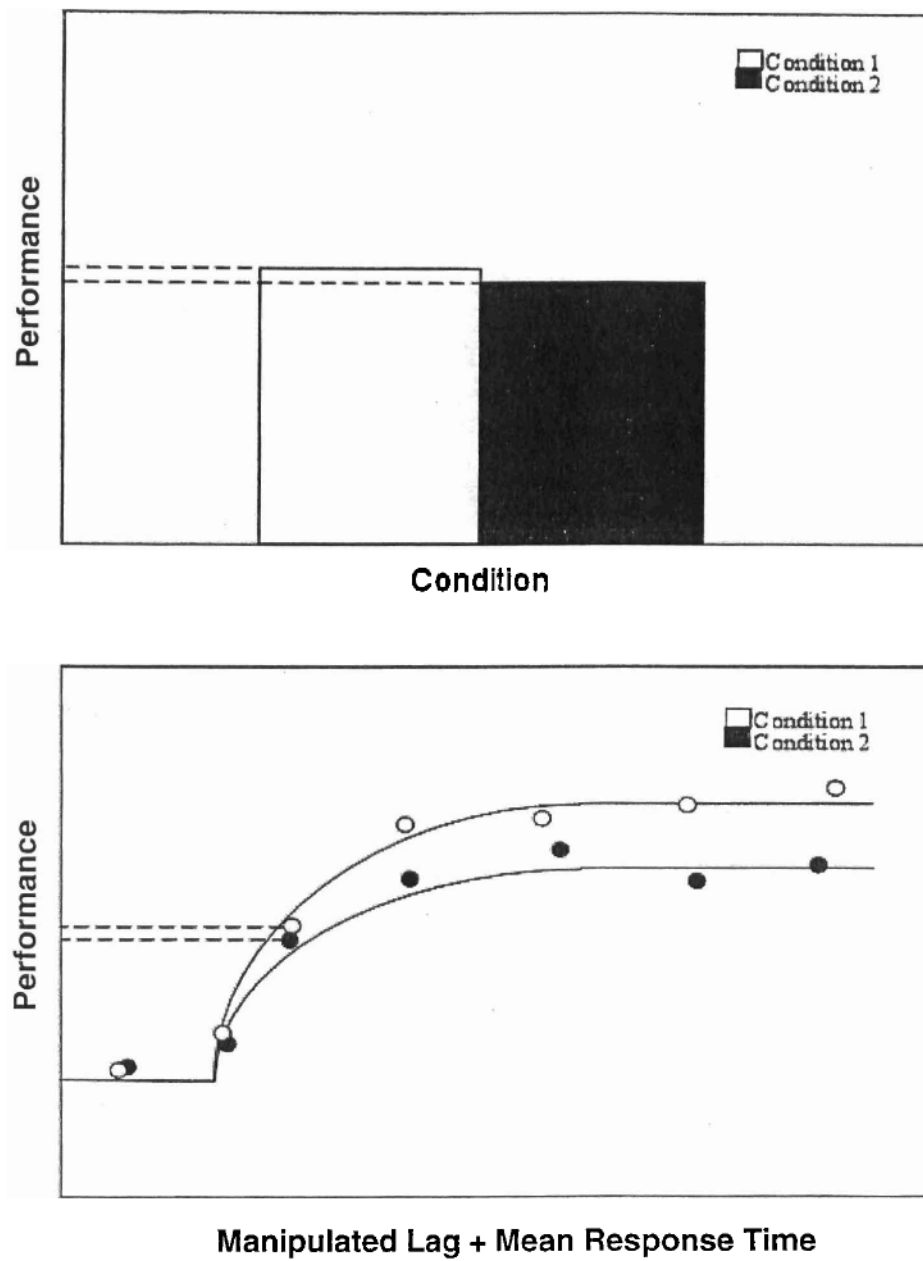 Condition 1
Condition 2
Performance
Condition
Condition 1
Condition 2
Performance
Manipulated Lag + Mean Response Time